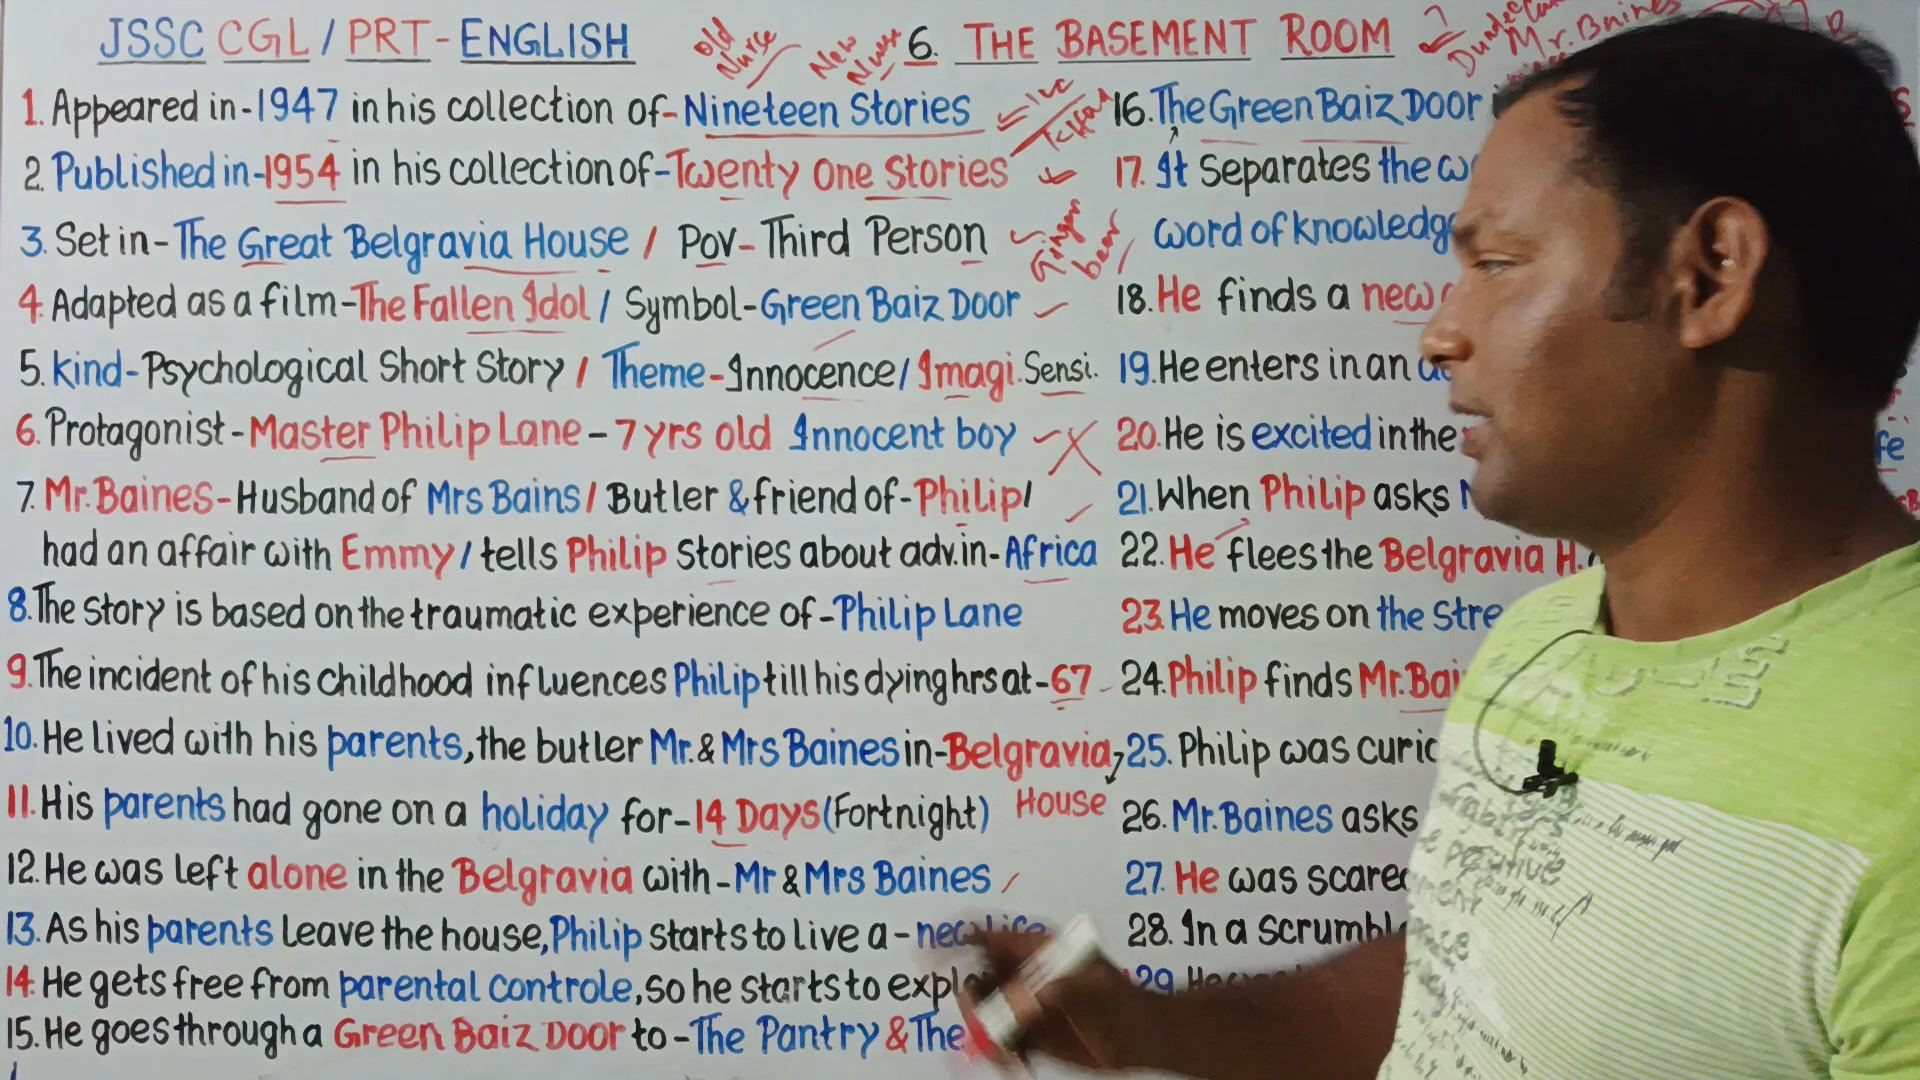 JSSC CGL / PRT - ENGLISH
6. THE BASEMENT ROOM
Old Nurse
New Nurse
Mr. Baines
1. Appeared in - 1947 in his collection of - Nineteen Stories
2. Published in - 1954 in his collection of - Twenty One Stories
3. Set in - The Great Belgravia House / Pov - Third Person
4. Adapted as a film - The Fallen Idol / Symbol - Green Baiz Door
5. Kind - Psychological Short Story / Theme - Innocence / Imagi. Sensi.
6. Protagonist - Master Philip Lane - 7 yrs old Innocent boy
7. Mr. Baines - Husband of Mrs Bains / Butler & friend of - Philip /
had an affair with Emmy / tells Philip Stories about adv. in - Africa
8. The Story is based on the traumatic experience of - Philip Lane
9. The incident of his childhood influences Philip till his dying hrs at - 67
10. He lived with his parents, the butler Mr. & Mrs Baines in - Belgravia
House
11. His parents had gone on a holiday for - 14 Days (Fortnight)
12. He was left alone in the Belgravia with - Mr & Mrs Baines
13. As his parents leave the house, Philip starts to live a - new life
14. He gets free from parental controle, so he starts to expl
15. He goes through a Green Baiz Door to - The Pantry & The
Ginger bear
16. The Green Baiz Door
17. It Separates the
word of knowledg
18. He finds a new
19. He enters in an
20. He is excited in the
21. When Philip asks
22. He flees the Belgravia H.
23. He moves on the Stre
24. Philip finds Mr. Bai
25. Philip was curi
26. Mr. Baines asks
27. He was scare
28. In a scrumbl
29. He
fe